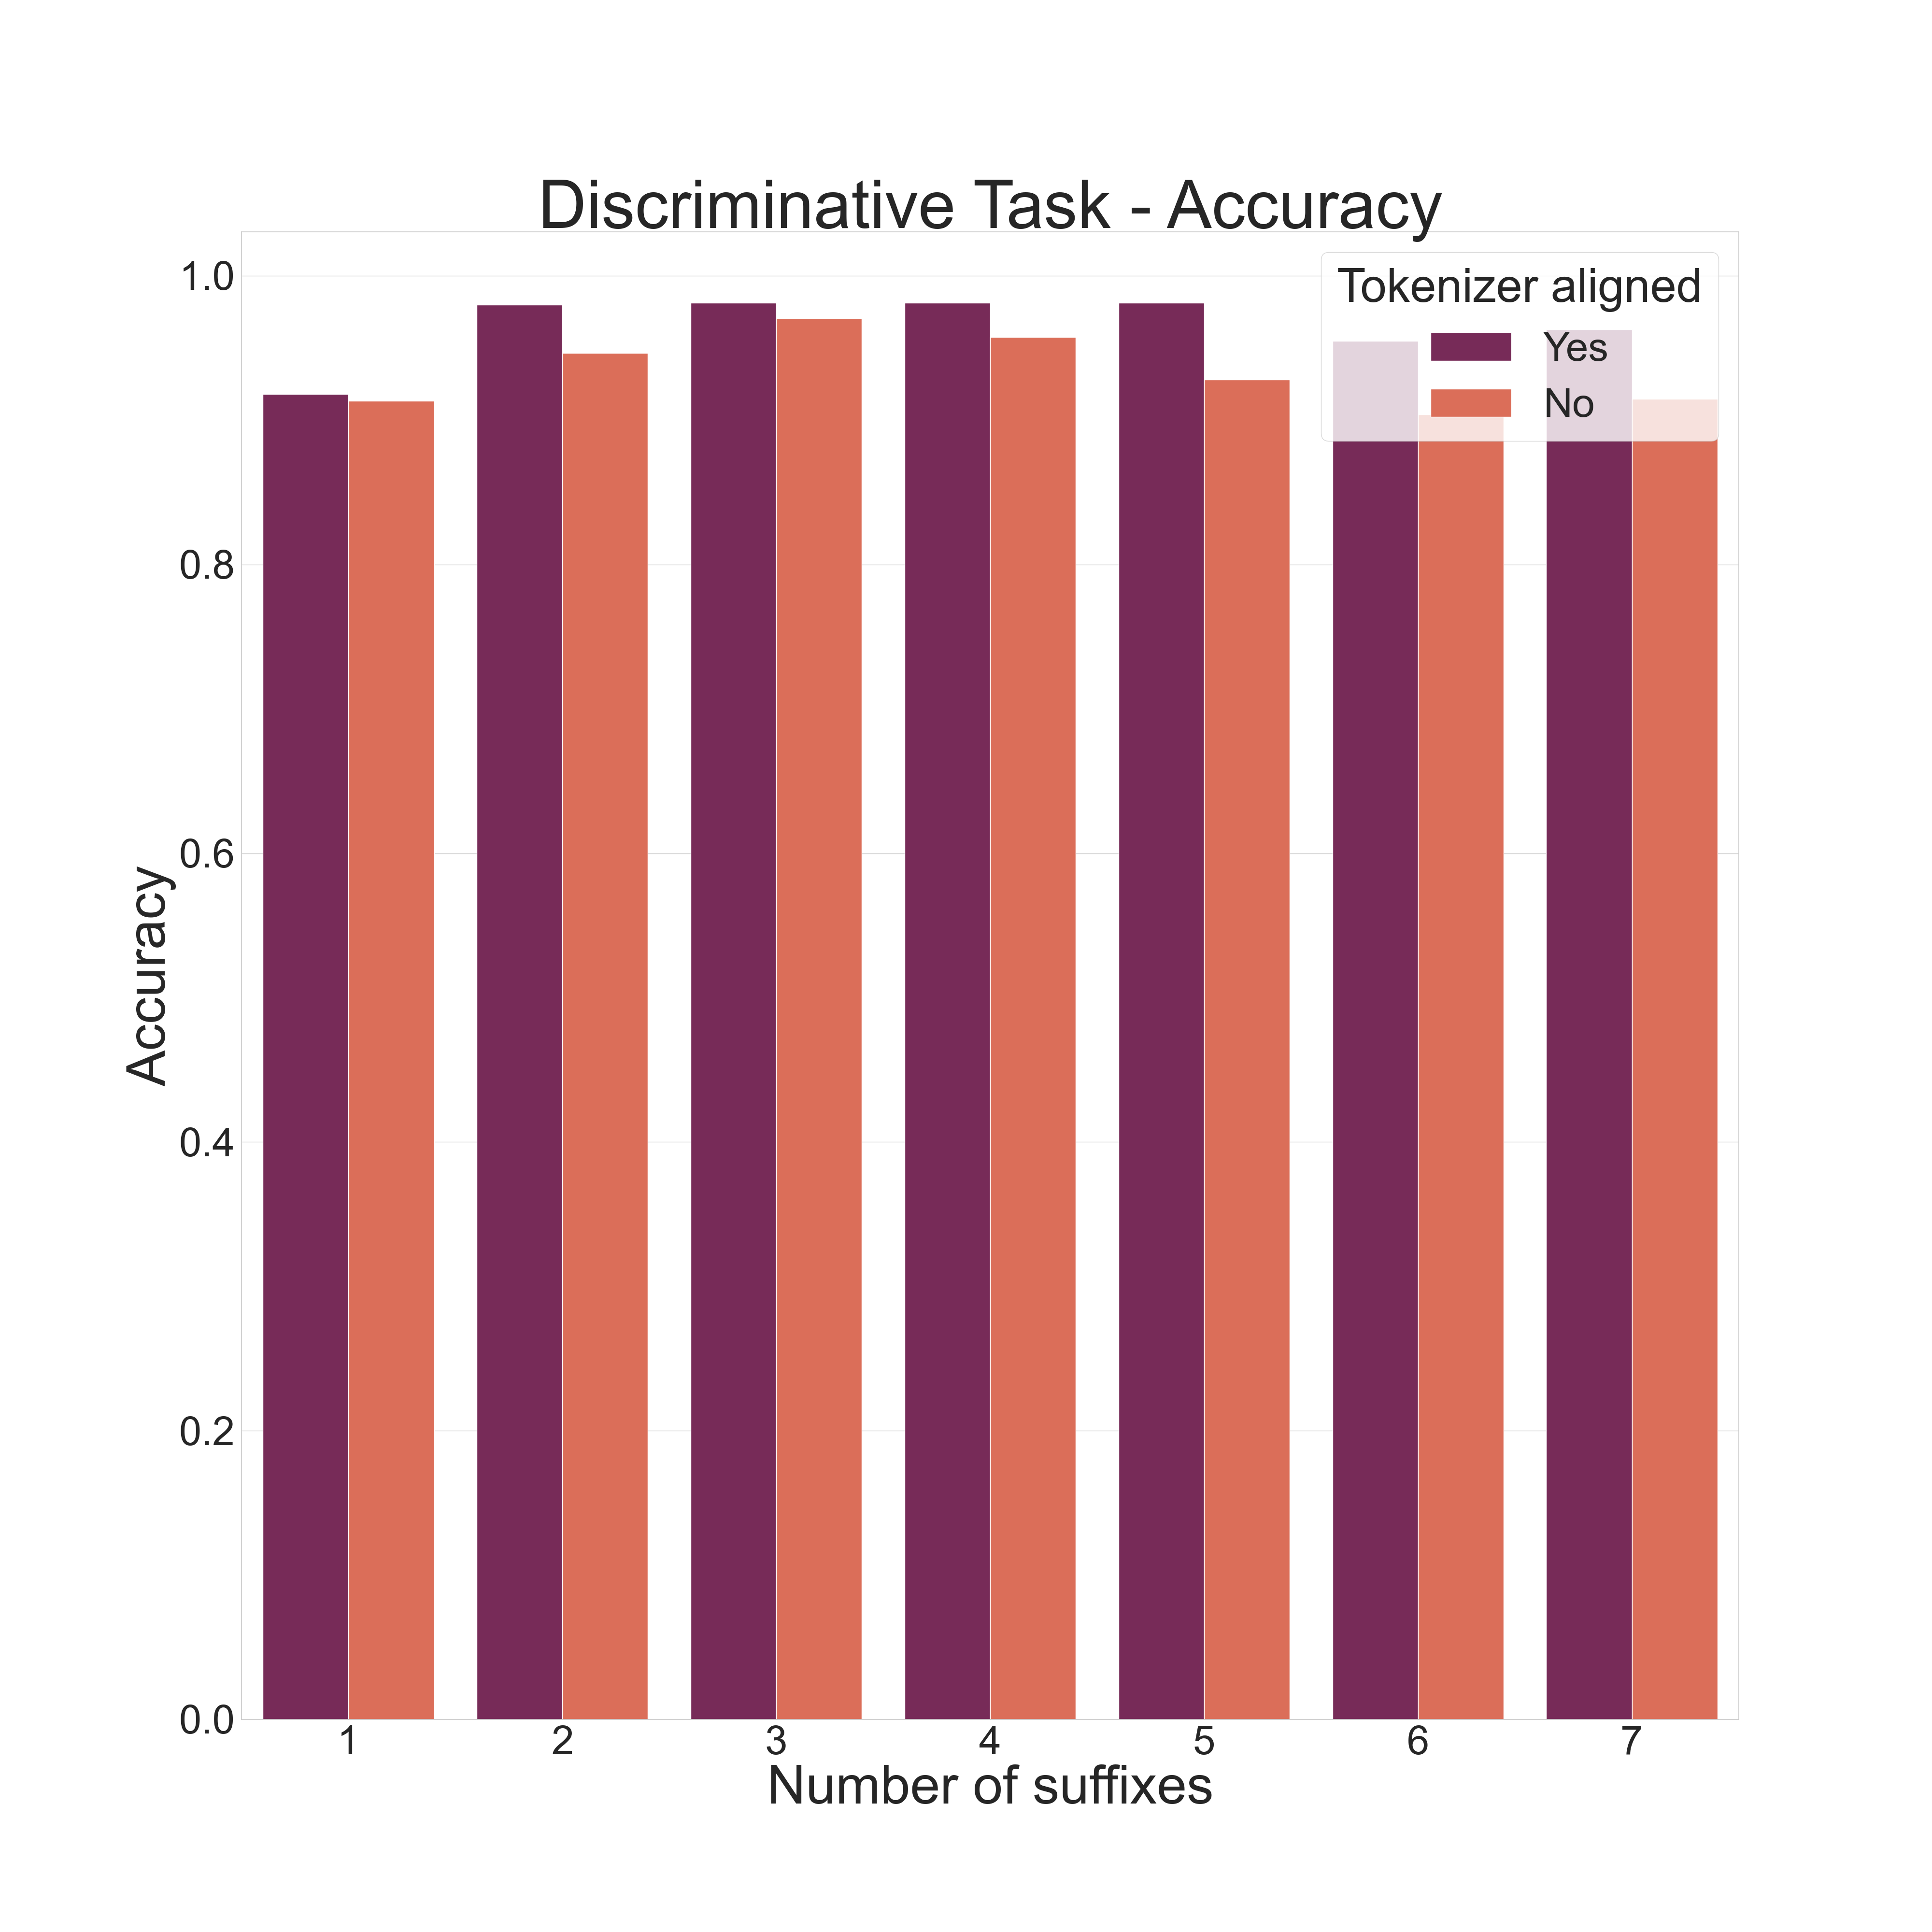 Discriminative Task - Accuracy
Tokenizer aligned
Yes
No
1.0
0.8
0.6
0.4
0.2
0.0
Accuracy
1 2 3 4 5 6 7
Number of suffixes